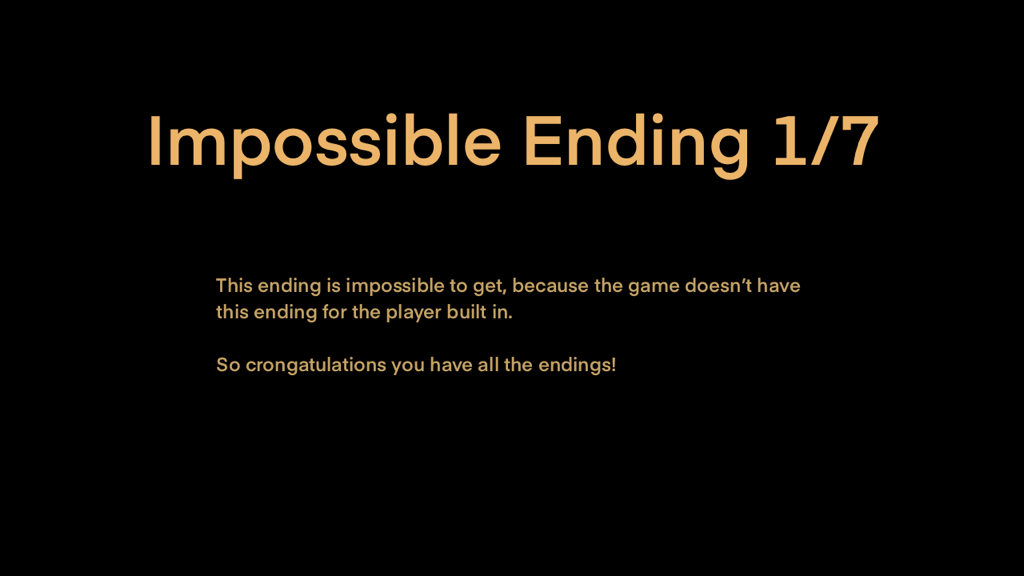 Impossible Ending 1/7
This ending is impossible to get, because the game doesn’t have
this ending for the player built in.
So crongatulations you have all the endings!